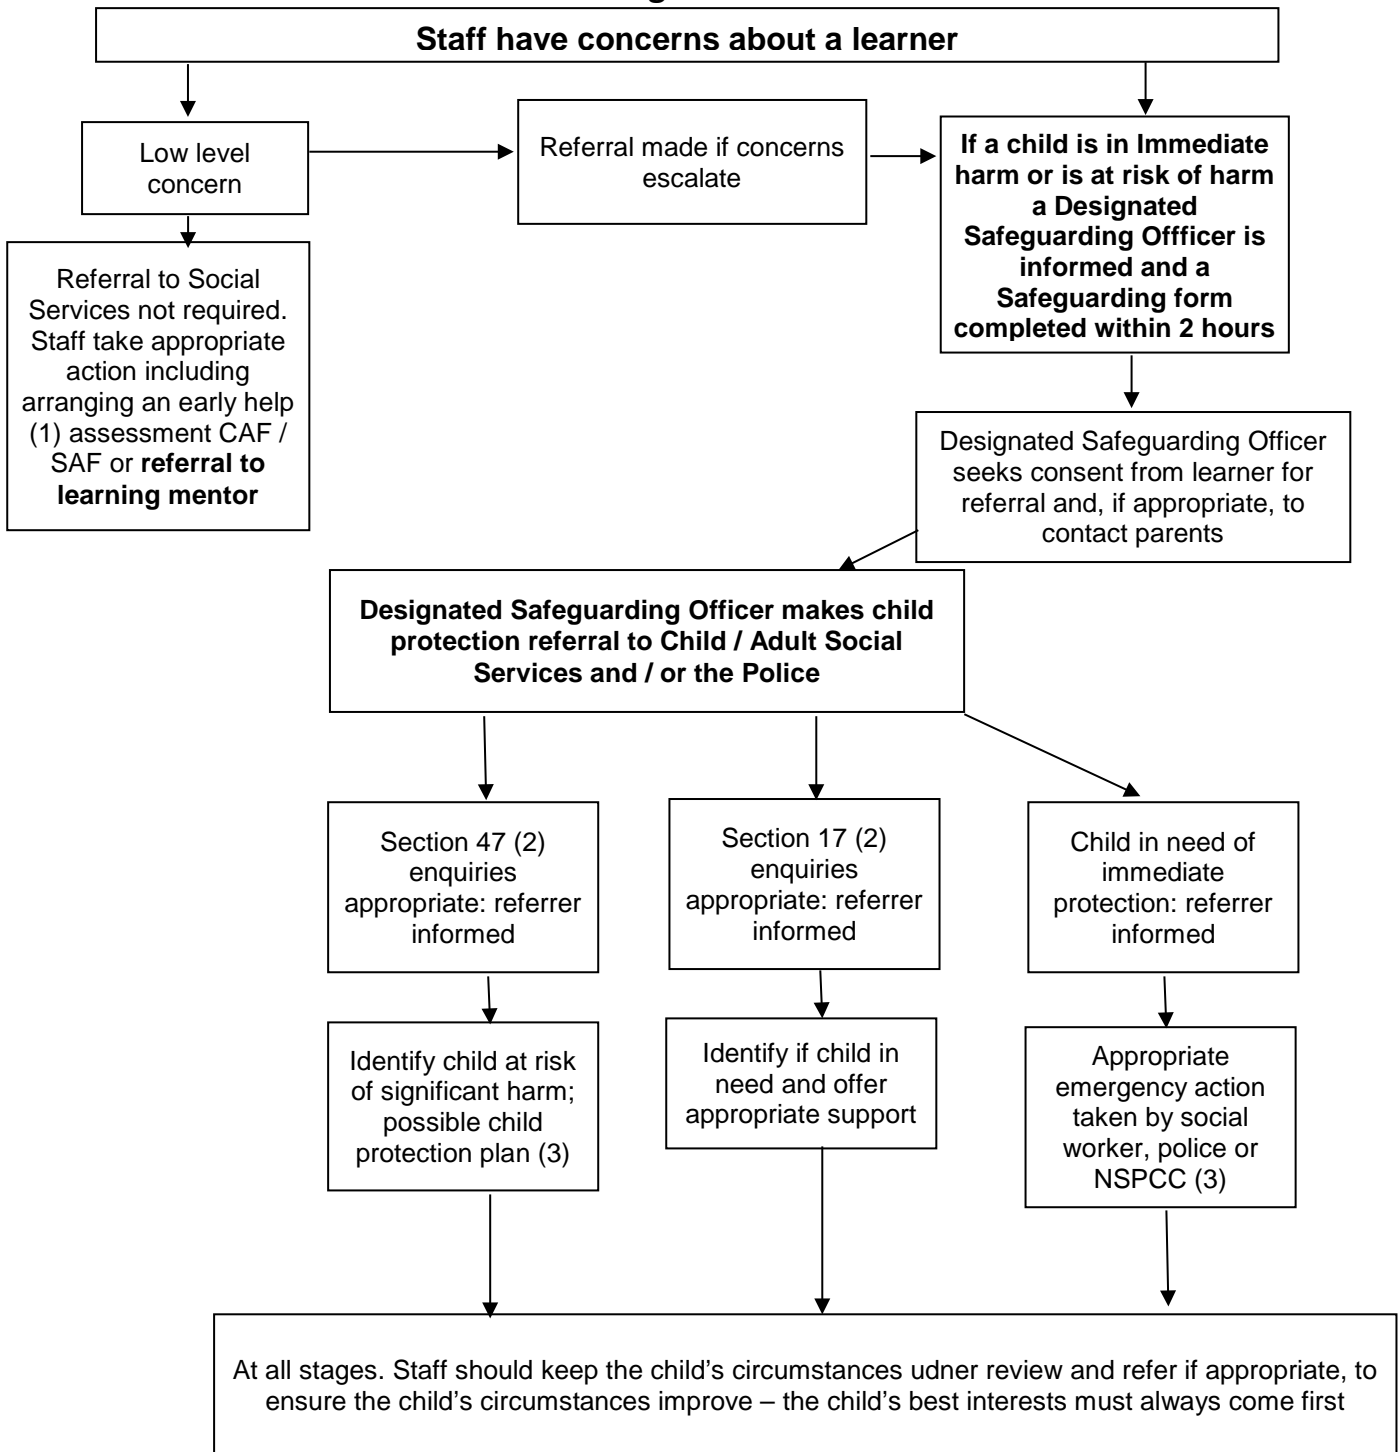 Staff have concerns about a learner
Low level
concern
Referral made if concerns
escalate
If a child is in Immediate
harm or is at risk of harm
a Designated
Safeguarding Offficer is
informed and a
Safeguarding form
completed within 2 hours
Referral to Social
Services not required.
Staff take appropriate
action including
arranging an early help
(1) assessment CAF /
SAF or referral to
learning mentor
Designated Safeguarding Officer
seeks consent from learner for
referral and, if appropriate, to
contact parents
Designated Safeguarding Officer makes child
protection referral to Child / Adult Social
Services and / or the Police
Section 47 (2)
enquiries
appropriate: referrer
informed
Section 17 (2)
enquiries
appropriate: referrer
informed
Child in need of
immediate
protection: referrer
informed
Identify child at risk
of significant harm;
possible child
protection plan (3)
Identify if child in
need and offer
appropriate support
Appropriate
emergency action
taken by social
worker, police or
NSPCC (3)
At all stages. Staff should keep the child’s circumstances udner review and refer if appropriate, to
ensure the child’s circumstances improve – the child’s best interests must always come first